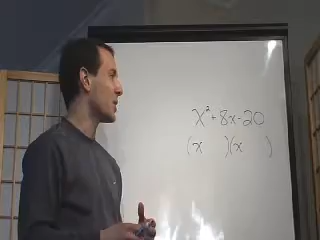 x² + 8x - 20
(x )(x )